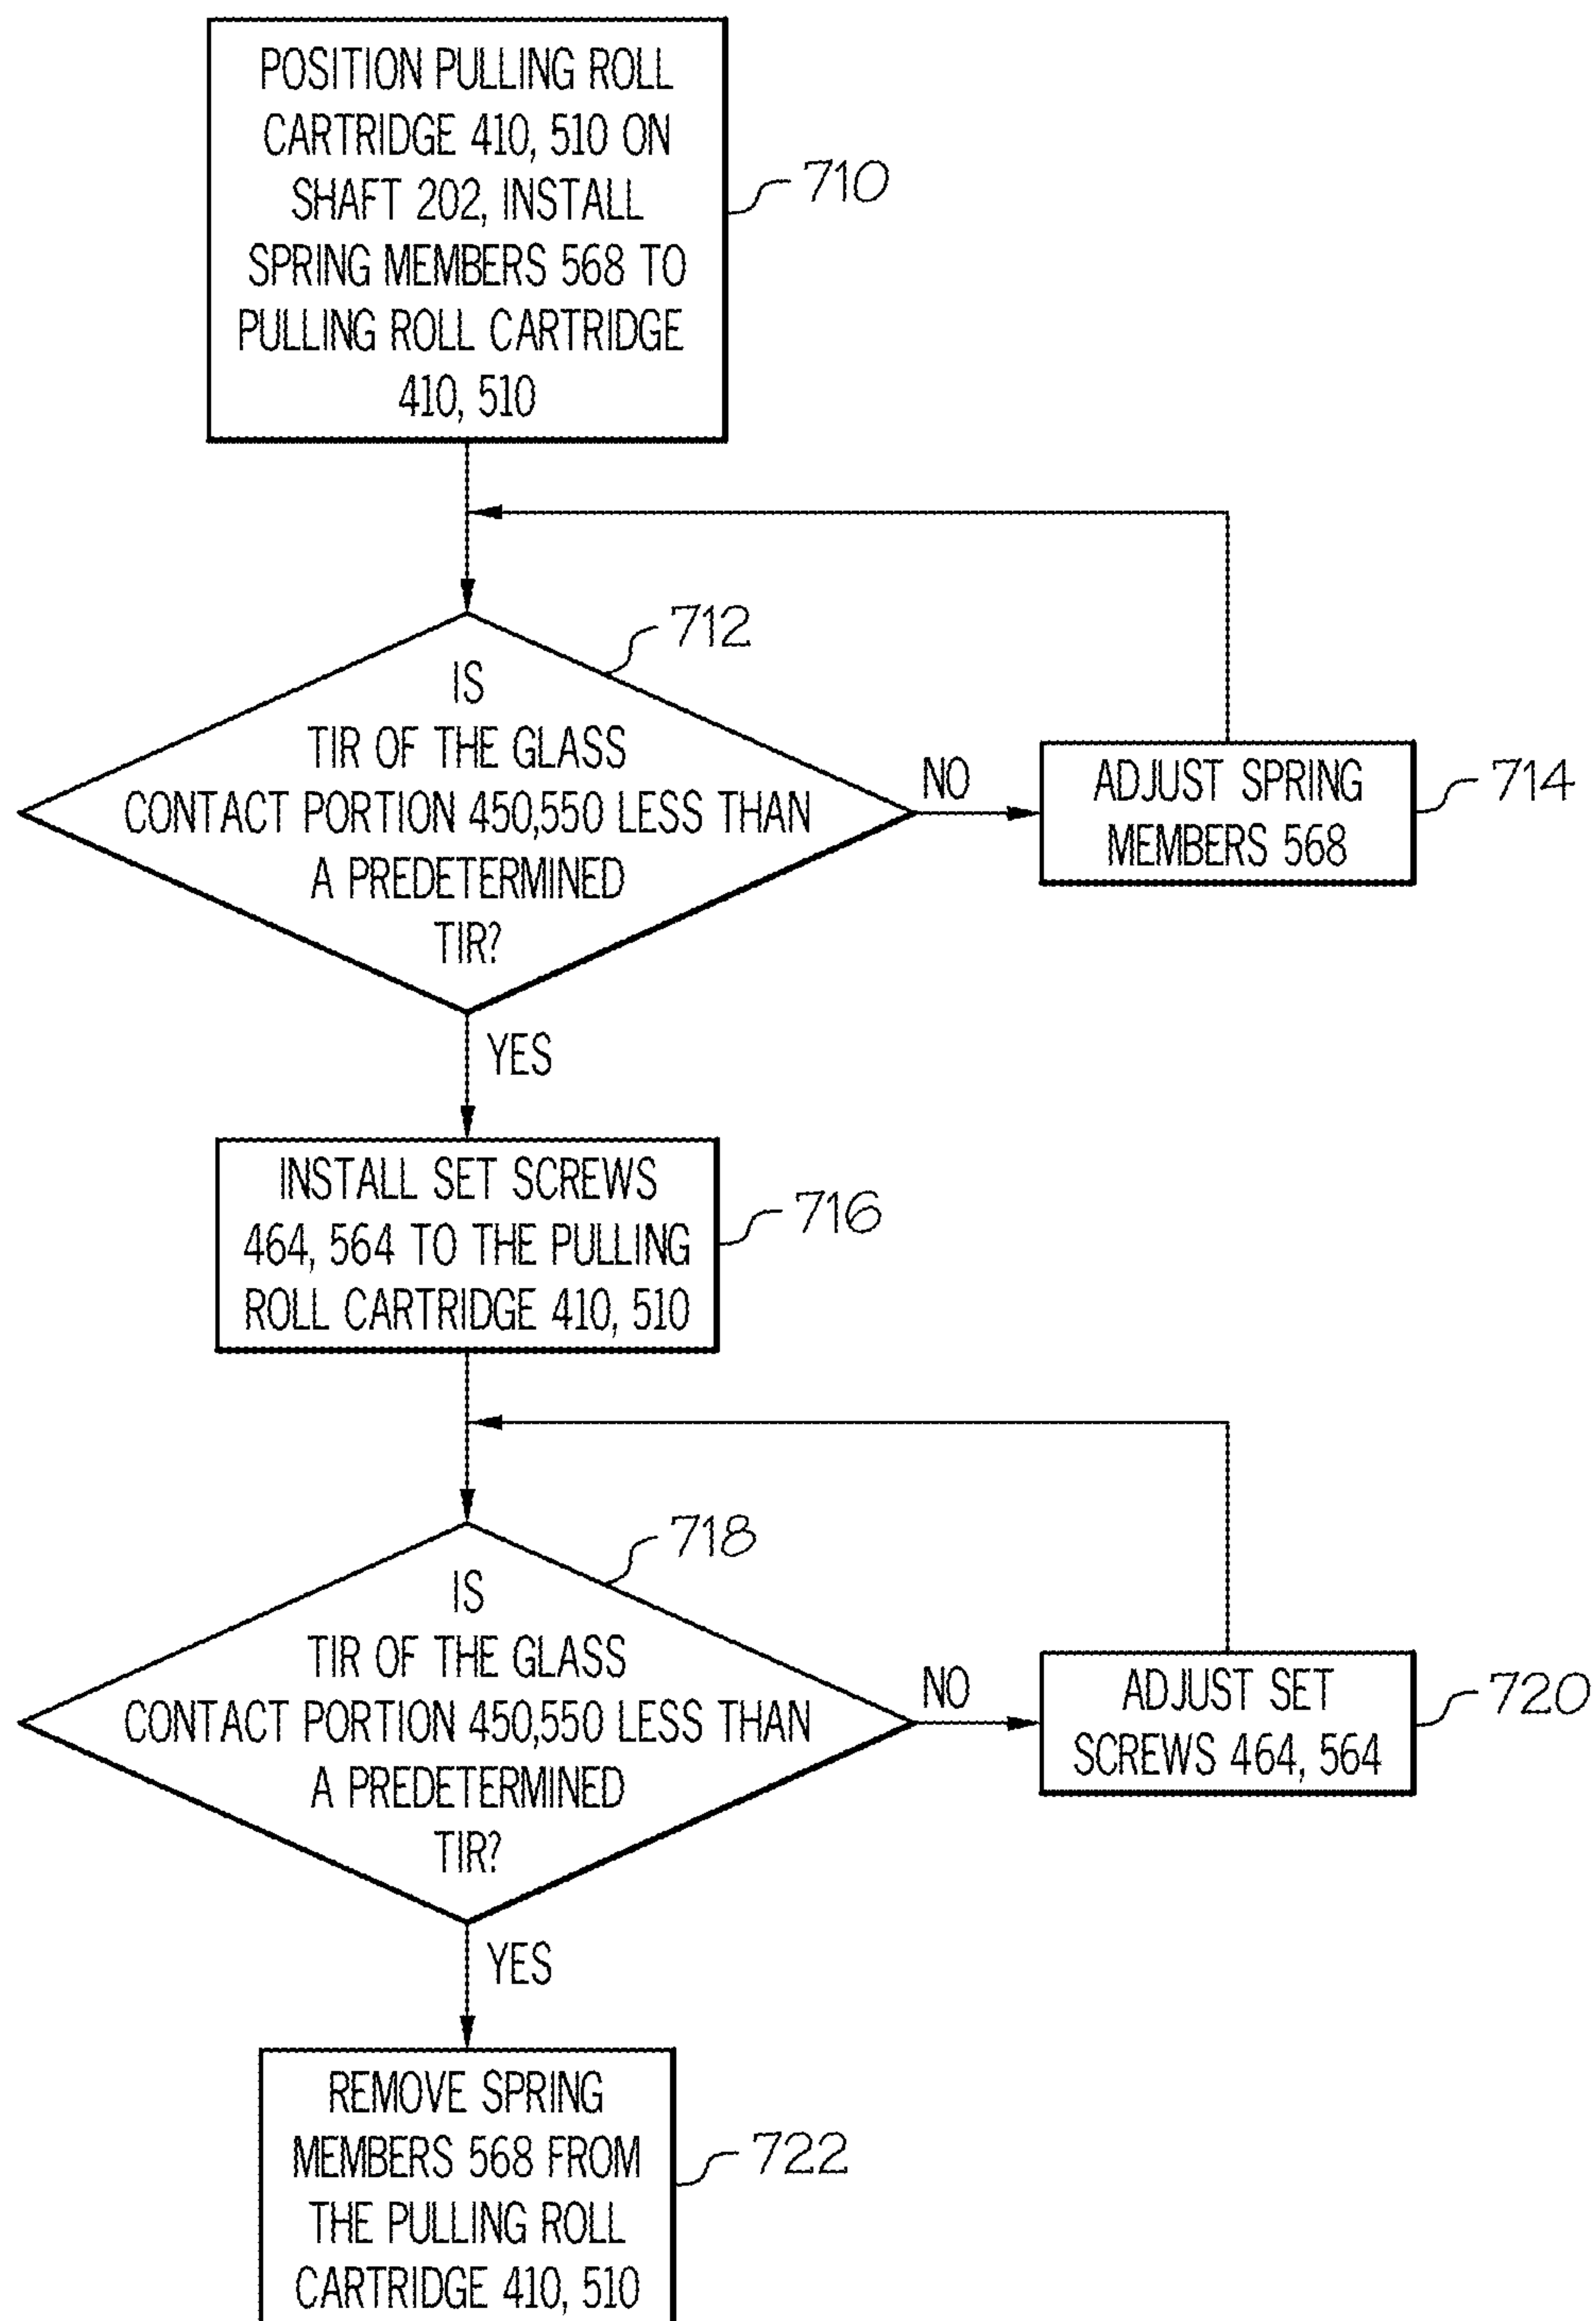 POSITION PULLING ROLL
CARTRIDGE 410, 510 ON
SHAFT 202, INSTALL
SPRING MEMBERS 568 TO
PULLING ROLL CARTRIDGE
410, 510
710
712
IS
TIR OF THE GLASS
CONTACT PORTION 450,550 LESS THAN
A PREDETERMINED
TIR?
NO
ADJUST SPRING
MEMBERS 568
714
YES
INSTALL SET SCREWS
464, 564 TO THE PULLING
ROLL CARTRIDGE 410, 510
716
718
IS
TIR OF THE GLASS
CONTACT PORTION 450,550 LESS THAN
A PREDETERMINED
TIR?
NO
ADJUST SET
SCREWS 464, 564
720
YES
REMOVE SPRING
MEMBERS 568 FROM
THE PULLING ROLL
CARTRIDGE 410, 510
722